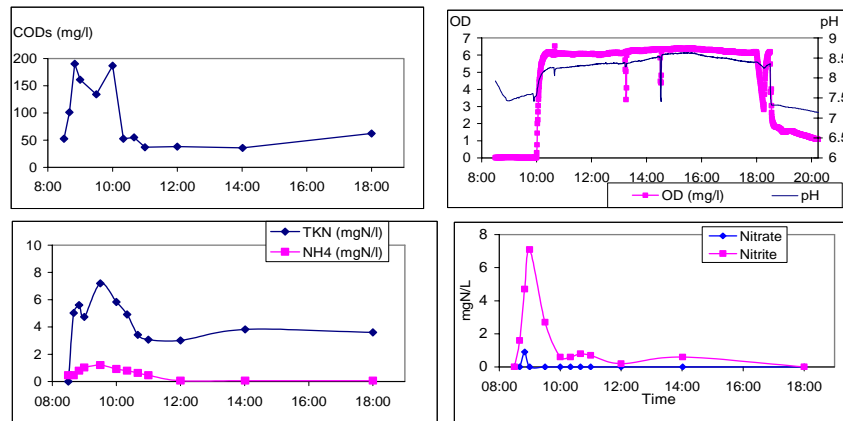 CODs (mg/l)
200
150
100
50
0
8:00 10:00 12:00 14:00 16:00 18:00
OD pH
7 9
6 8.5
5 8
4
3 7.5
2 7
1 6.5
0 6
8:00 10:00 12:00 14:00 16:00 18:00 20:00
OD (mg/l) pH
TKN (mgN/l)
NH4 (mgN/l)
10
8
6
4
2
0
08:00 10:00 12:00 14:00 16:00 18:00
Nitrate
Nitrite
mgN/L
8
6
4
2
0
08:00 10:00 12:00 14:00 16:00 18:00
Time